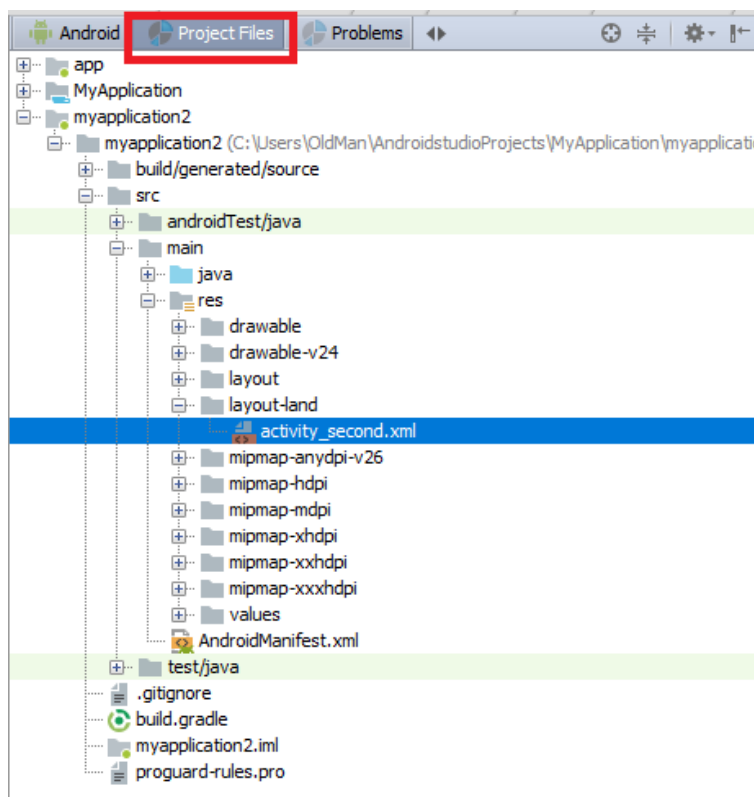 Android Project Files Problems
app
MyApplication
myapplication2
myapplication2 (C:\Users\OldMan\AndroidstudioProjects\MyApplication\myapplicati
build/generated/source
src
androidTest/java
main
java
res
drawable
drawable-v24
layout
layout-land
activity_second.xml
mipmap-anydpi-v26
mipmap-hdpi
mipmap-mdpi
mipmap-xhdpi
mipmap-xxhdpi
mipmap-xxxhdpi
values
AndroidManifest.xml
test/java
.gitignore
build.gradle
myapplication2.iml
proguard-rules.pro